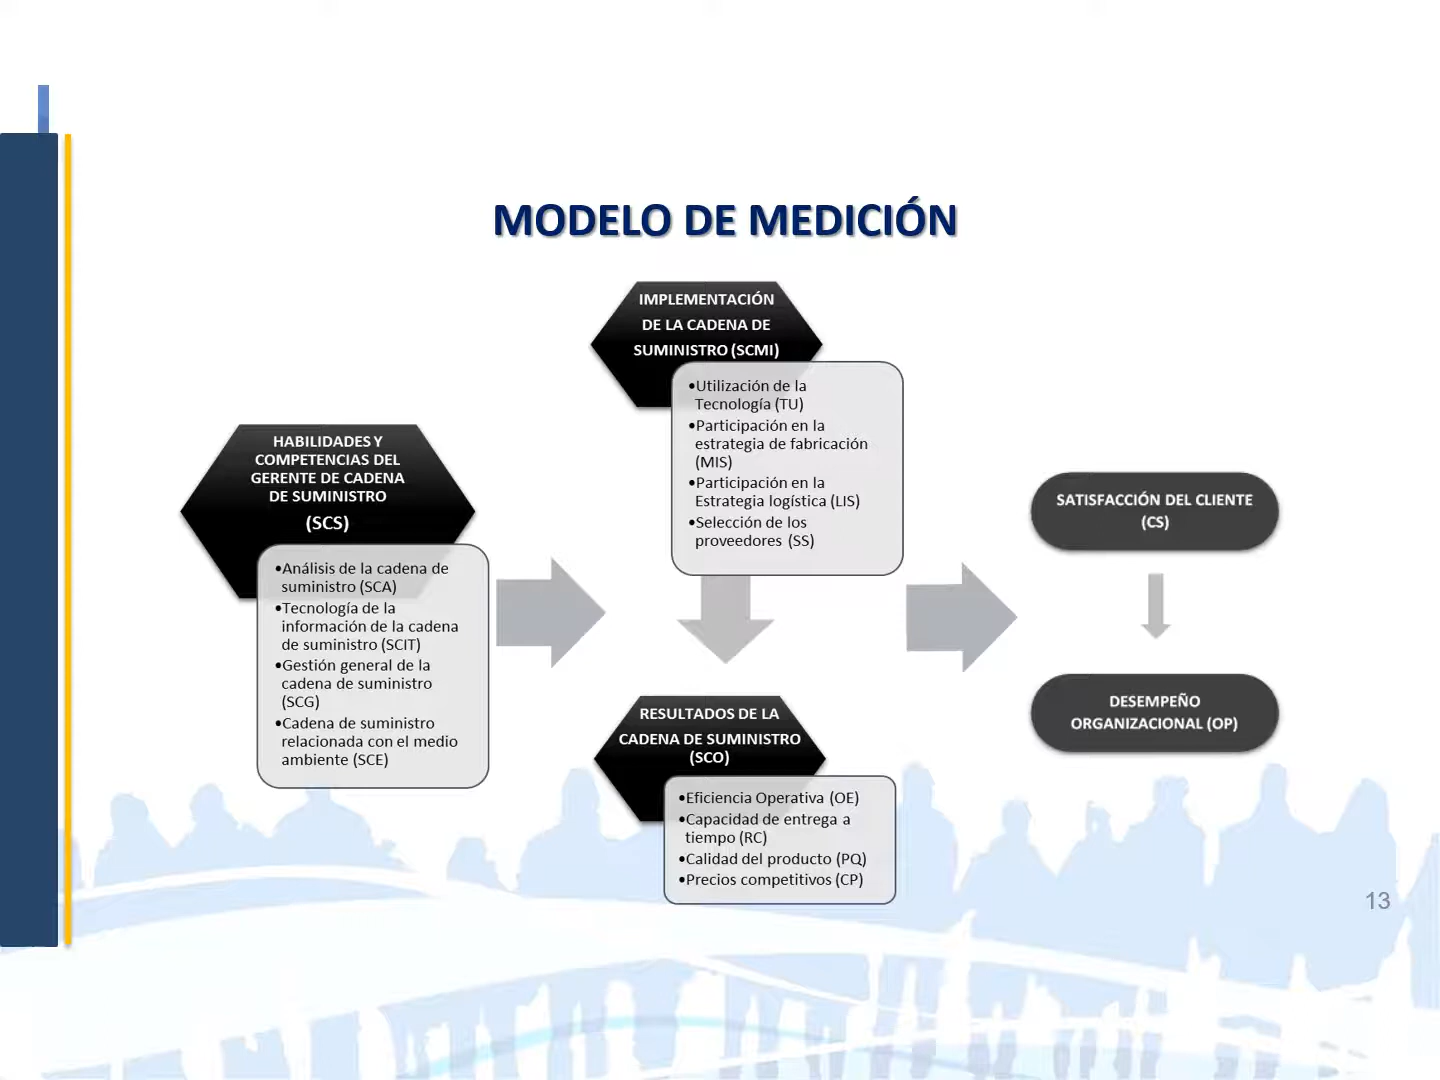 MODELO DE MEDICIÓN
IMPLEMENTACIÓN
DE LA CADENA DE
SUMINISTRO (SCMI)
•Utilización de la
Tecnología (TU)
•Participación en la
estrategia de fabricación
(MIS)
•Participación en la
Estrategia logística (LIS)
•Selección de los
proveedores (SS)
HABILIDADES Y
COMPETENCIAS DEL
GERENTE DE CADENA
DE SUMINISTRO
(SCS)
•Análisis de la cadena de
suministro (SCA)
•Tecnología de la
información de la cadena
de suministro (SCIT)
•Gestión general de la
cadena de suministro
(SCG)
•Cadena de suministro
relacionada con el medio
ambiente (SCE)
RESULTADOS DE LA
CADENA DE SUMINISTRO
(SCO)
•Eficiencia Operativa (OE)
•Capacidad de entrega a
tiempo (RC)
•Calidad del producto (PQ)
•Precios competitivos (CP)
SATISFACCIÓN DEL CLIENTE
(CS)
DESEMPEÑO
ORGANIZACIONAL (OP)
13